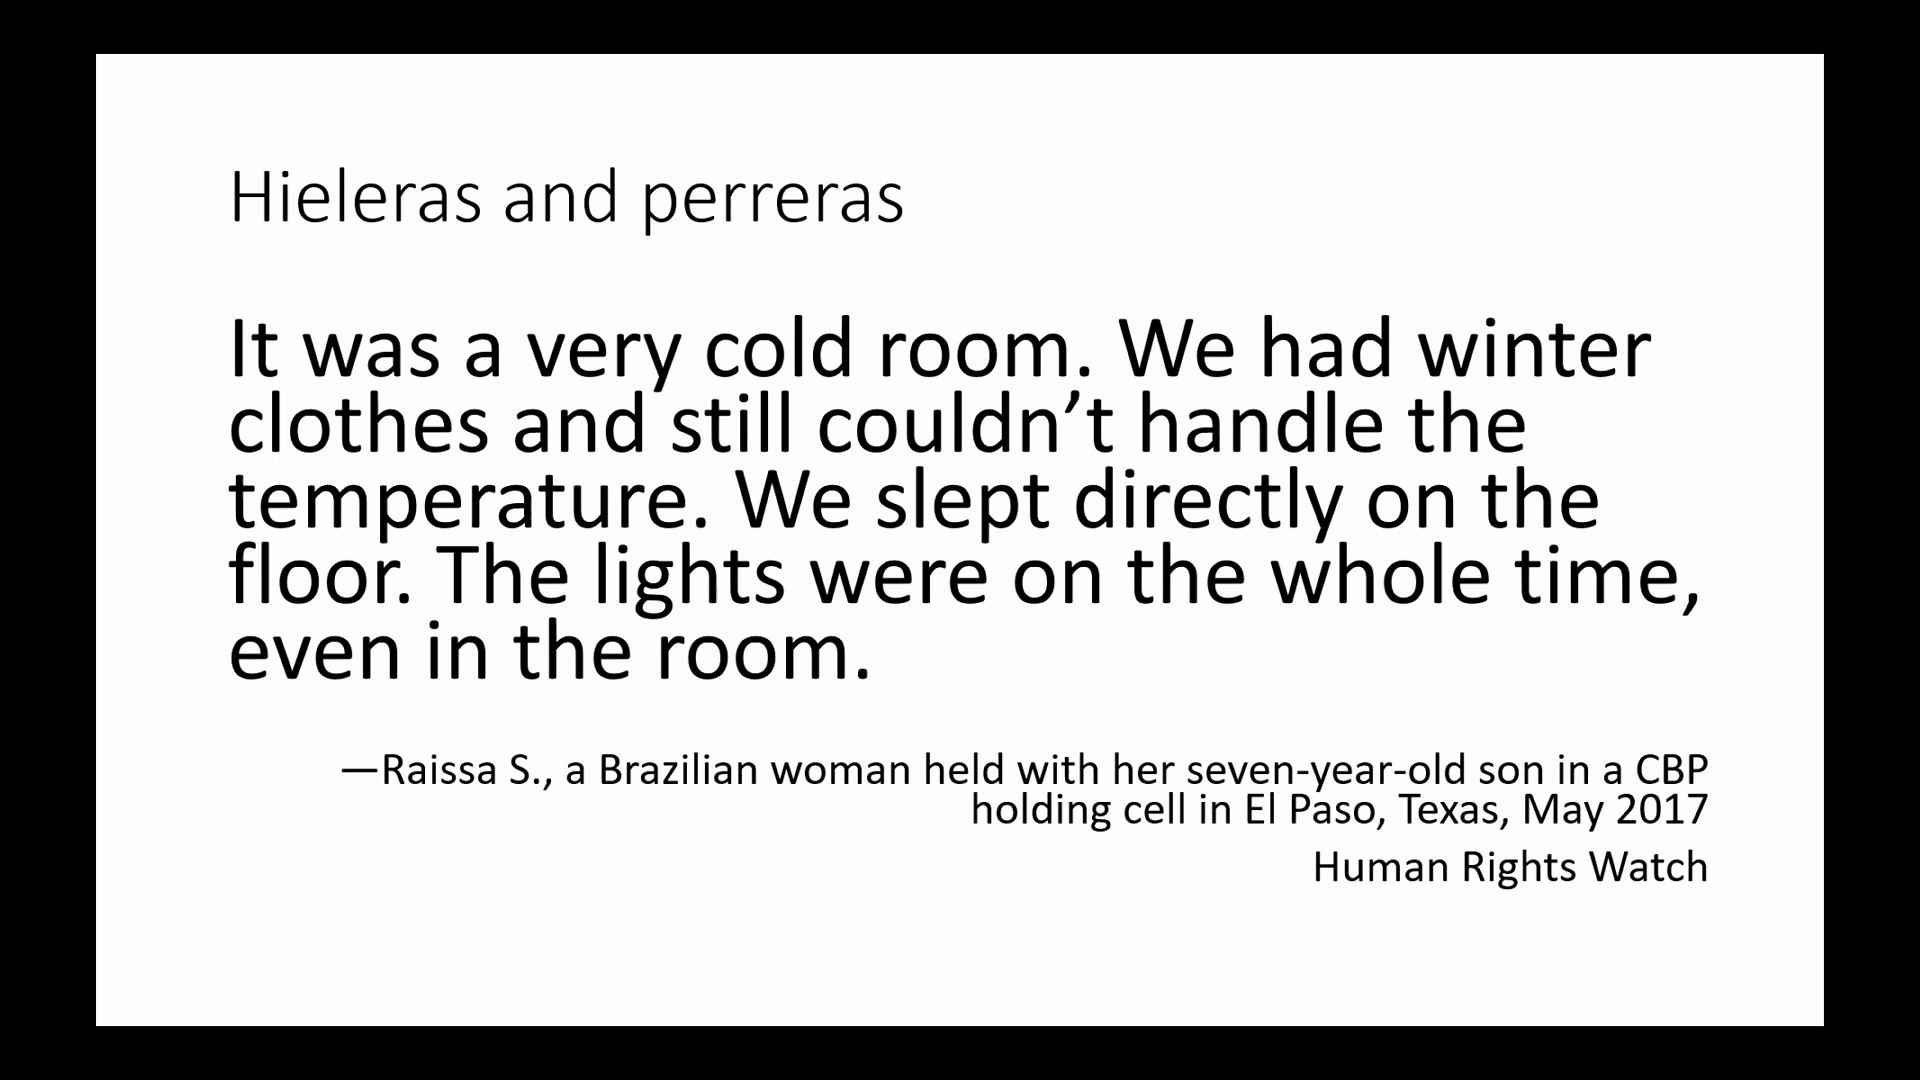 Hieleras and perreras
It was a very cold room. We had winter
clothes and still couldn’t handle the
temperature. We slept directly on the
floor. The lights were on the whole time,
even in the room.
—Raissa S., a Brazilian woman held with her seven-year-old son in a CBP
holding cell in El Paso, Texas, May 2017
Human Rights Watch